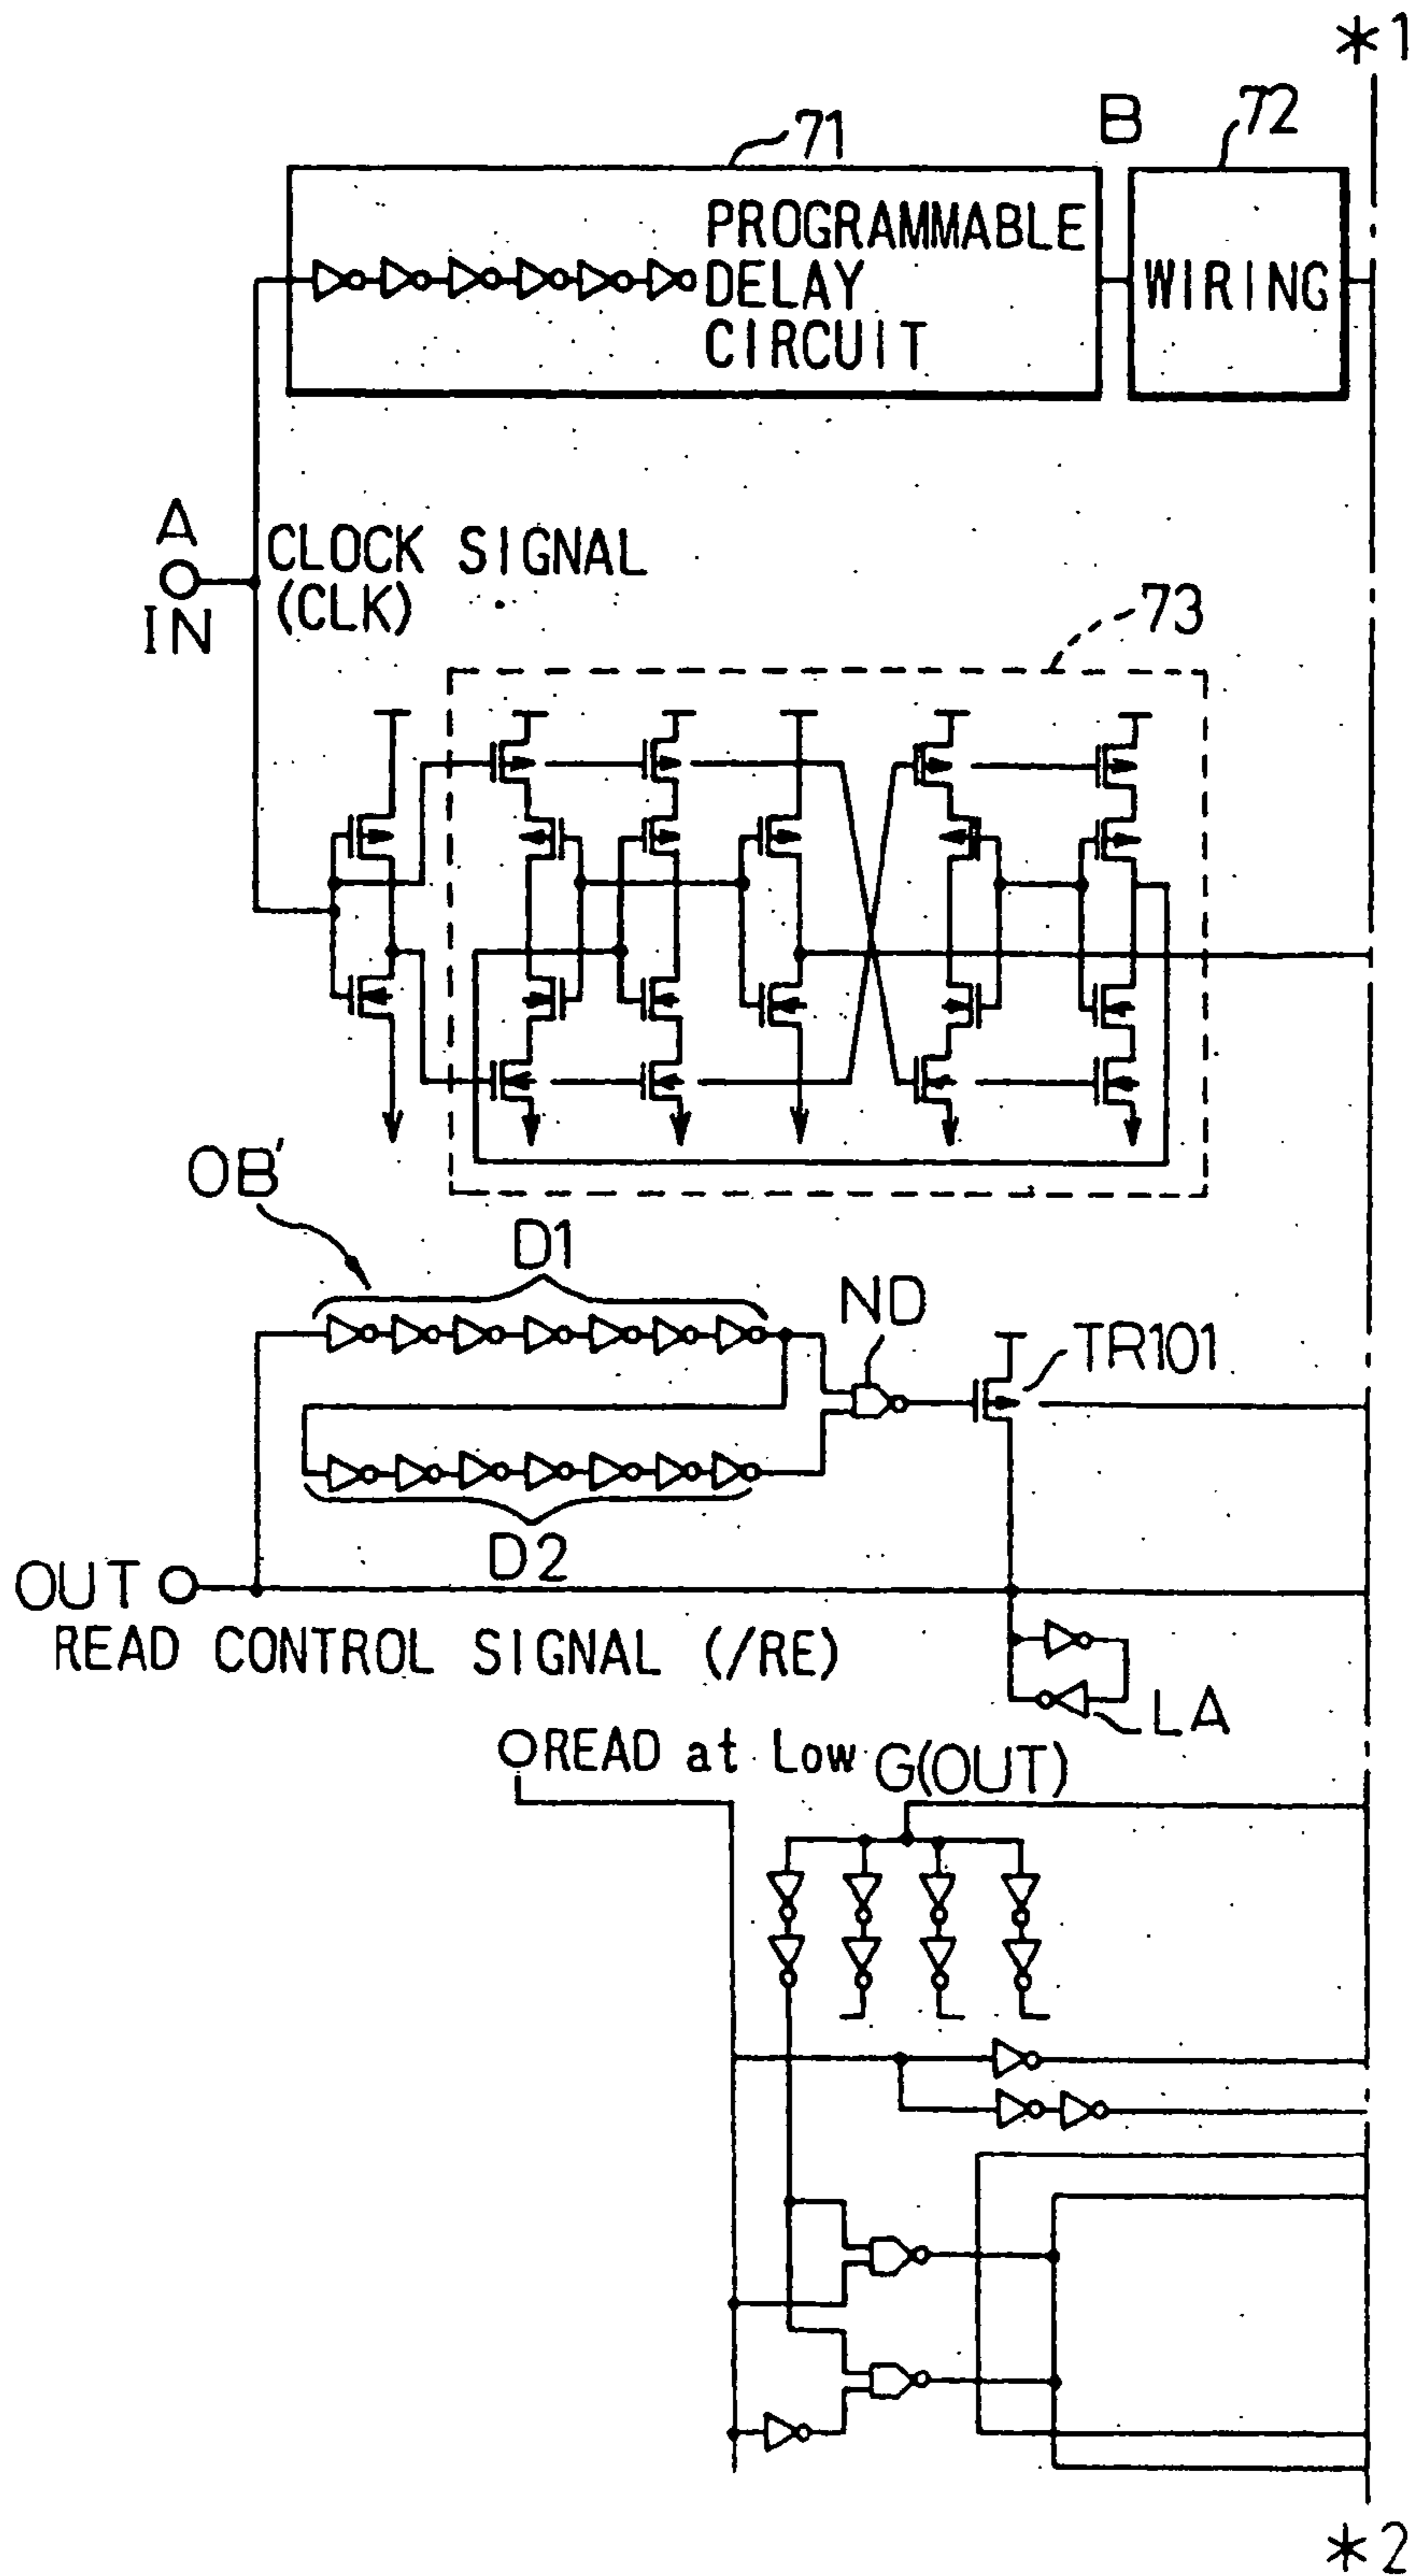 *1
71
B
72
PROGRAMMABLE
DELAY
CIRCUIT
WIRING
A
IN
CLOCK SIGNAL
(CLK)
73
OB'
D1
ND
TR101
D2
OUT
READ CONTROL SIGNAL (/RE)
LA
READ at Low
G(OUT)
*2